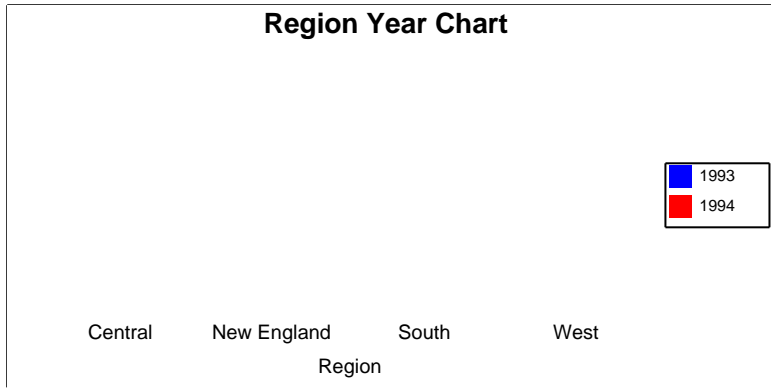 Region Year Chart
1993
1994
Central New England South West
Region